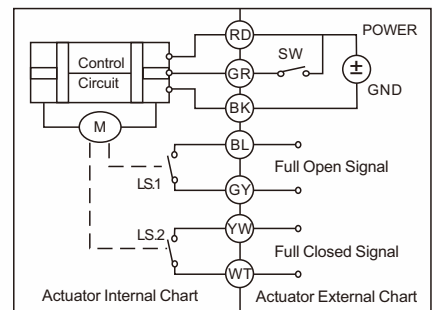 RD
POWER
SW
Control
Circuit
GR
±
GND
BK
M
BL
Full Open Signal
LS.1
GY
YW
LS.2
Full Closed Signal
WT
Actuator Internal Chart
Actuator External Chart